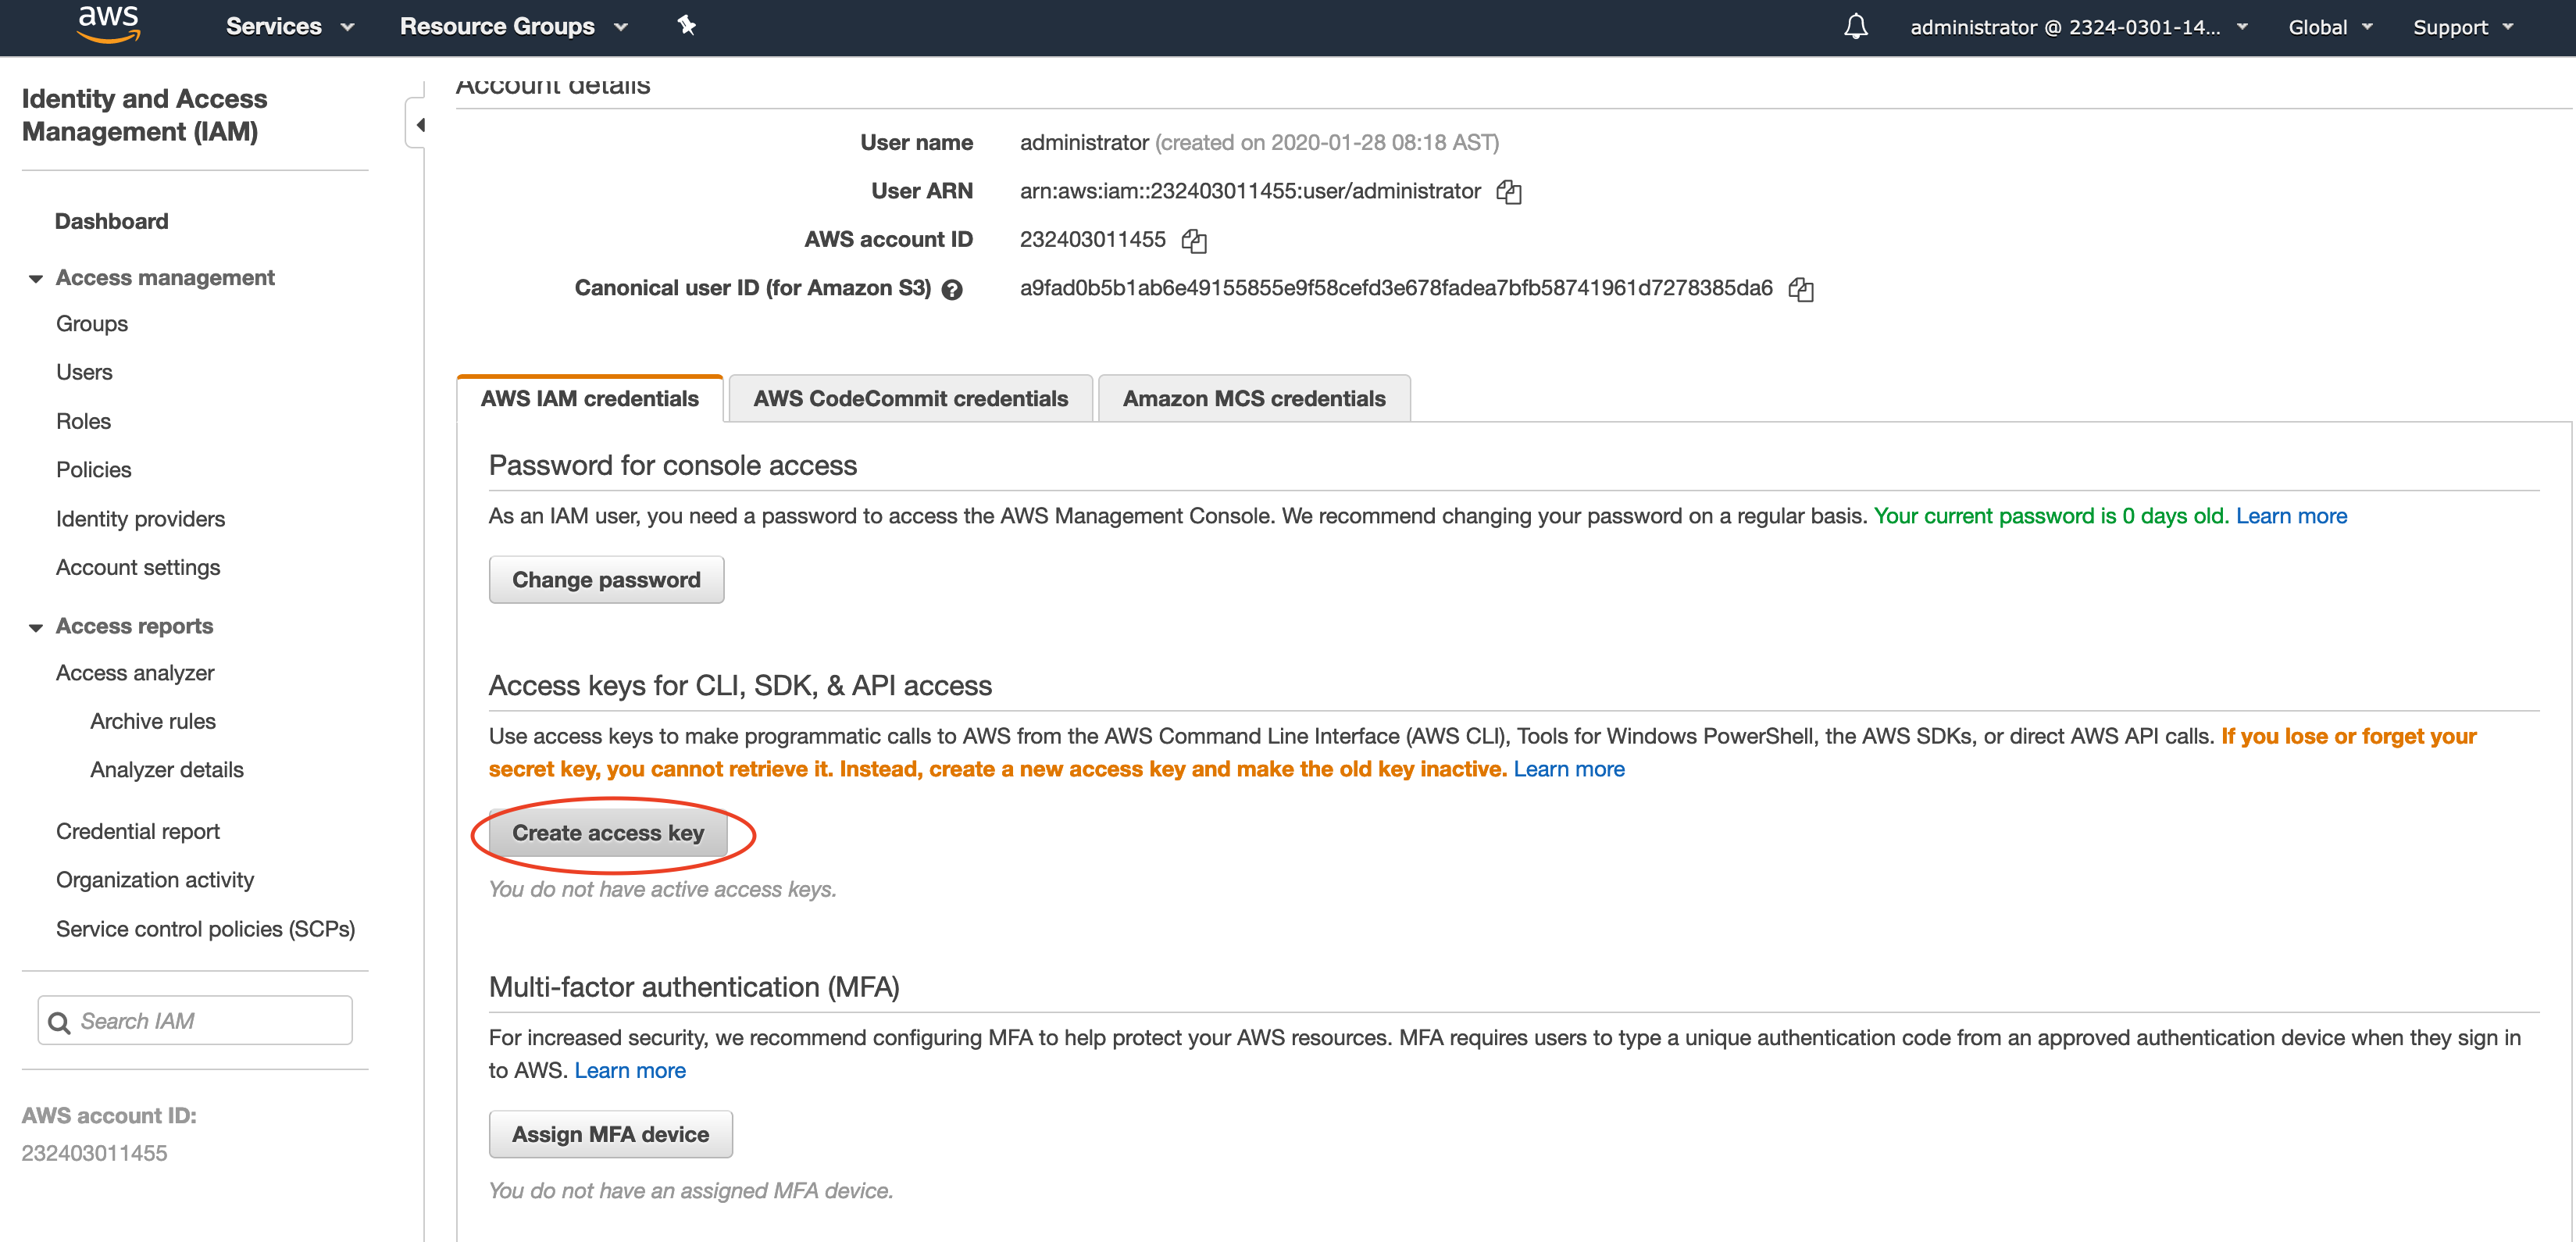 aws
Services
Resource Groups
administrator @ 2324-0301-14...
Global
Support
Identity and Access
Management (IAM)
Dashboard
Access management
Groups
Users
Roles
Policies
Identity providers
Account settings
Access reports
Access analyzer
Archive rules
Analyzer details
Credential report
Organization activity
Service control policies (SCPs)
Search IAM
AWS account ID:
232403011455
Account details
User name administrator (created on 2020-01-28 08:18 AST)
User ARN arn:aws:iam::232403011455:user/administrator
AWS account ID 232403011455
Canonical user ID (for Amazon S3) ? a9fad0b5b1ab6e49155855e9f58cefd3e678fadea7bfb58741961d7278385da6
AWS IAM credentials
AWS CodeCommit credentials
Amazon MCS credentials
Password for console access
As an IAM user, you need a password to access the AWS Management Console. We recommend changing your password on a regular basis. Your current password is 0 days old. Learn more
Change password
Access keys for CLI, SDK, & API access
Use access keys to make programmatic calls to AWS from the AWS Command Line Interface (AWS CLI), Tools for Windows PowerShell, the AWS SDKs, or direct AWS API calls. If you lose or forget your
secret key, you cannot retrieve it. Instead, create a new access key and make the old key inactive. Learn more
Create access key
You do not have active access keys.
Multi-factor authentication (MFA)
For increased security, we recommend configuring MFA to help protect your AWS resources. MFA requires users to type a unique authentication code from an approved authentication device when they sign in
to AWS. Learn more
Assign MFA device
You do not have an assigned MFA device.